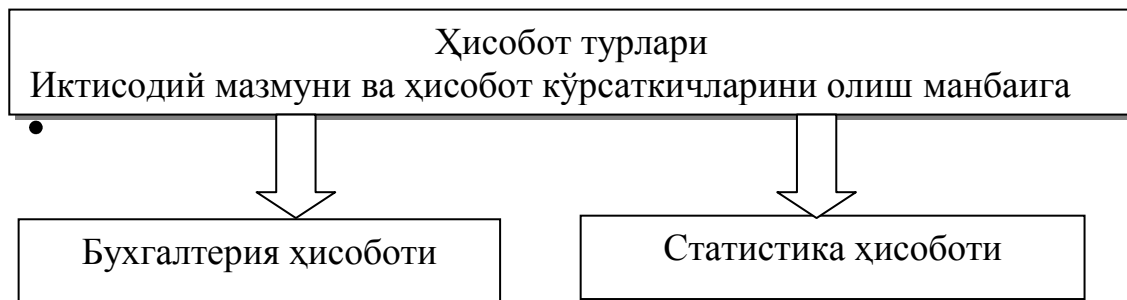 Ҳисобот турлари
Иктисодий мазмуни ва ҳисобот кўрсаткичларини олиш манбаига
Бухгалтерия ҳисоботи
Статистика ҳисоботи